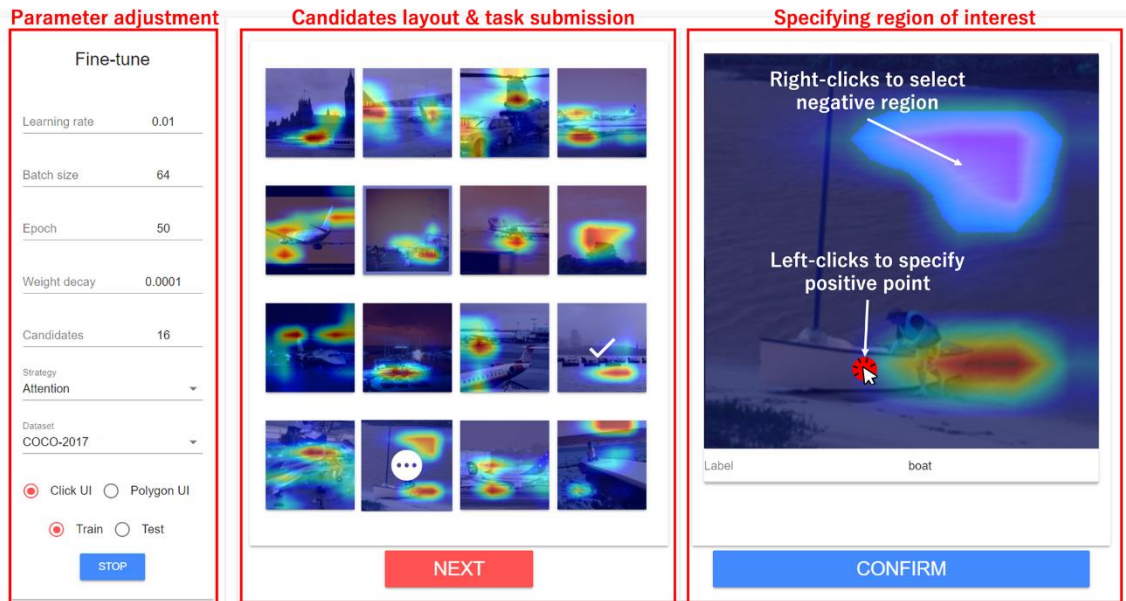 Parameter adjustment
Fine-tune
Learning rate 0.01
Batch size 64
Epoch 50
Weight decay 0.0001
Candidates 16
Strategy
Attention
Dataset
COCO-2017
Click UI Polygon UI
Train Test
STOP
Candidates layout & task submission
NEXT
Specifying region of interest
Right-clicks to select
negative region
Left-clicks to specify
positive point
Label boat
CONFIRM